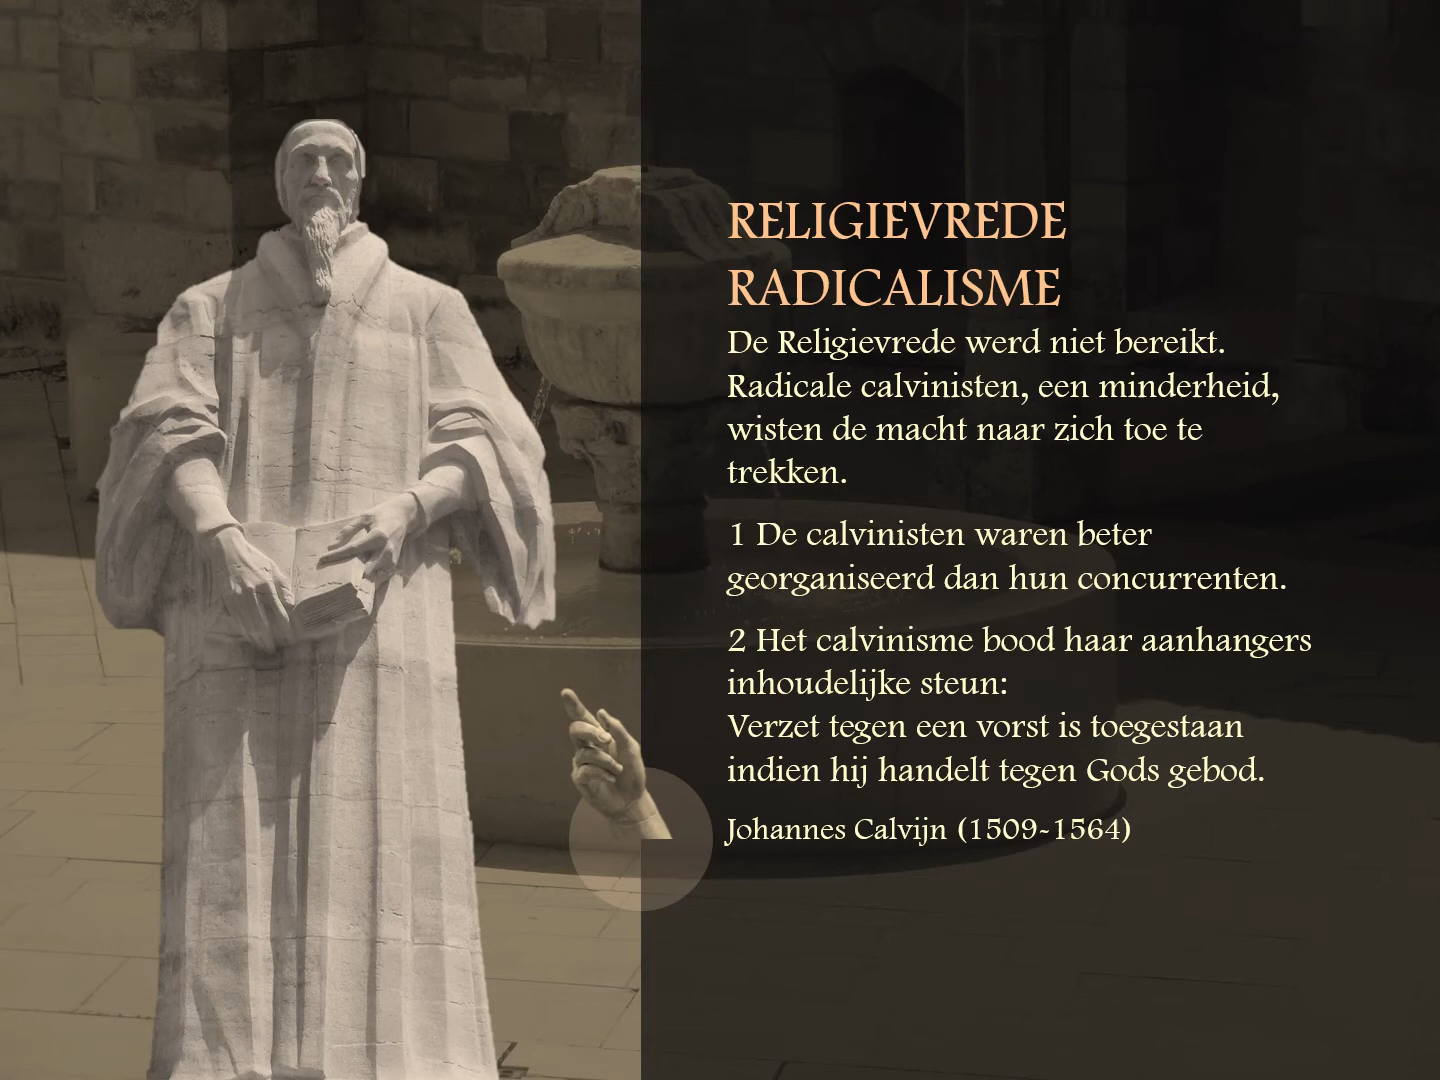 RELIGIEVREDE
RADICALISME
De Religievrede werd niet bereikt.
Radicale calvinisten, een minderheid,
wisten de macht naar zich toe te
trekken.
1 De calvinisten waren beter
georganiseerd dan hun concurrenten.
2 Het calvinisme bood haar aanhangers
inhoudelijke steun:
Verzet tegen een vorst is toegestaan
indien hij handelt tegen Gods gebod.
Johannes Calvijn (1509-1564)